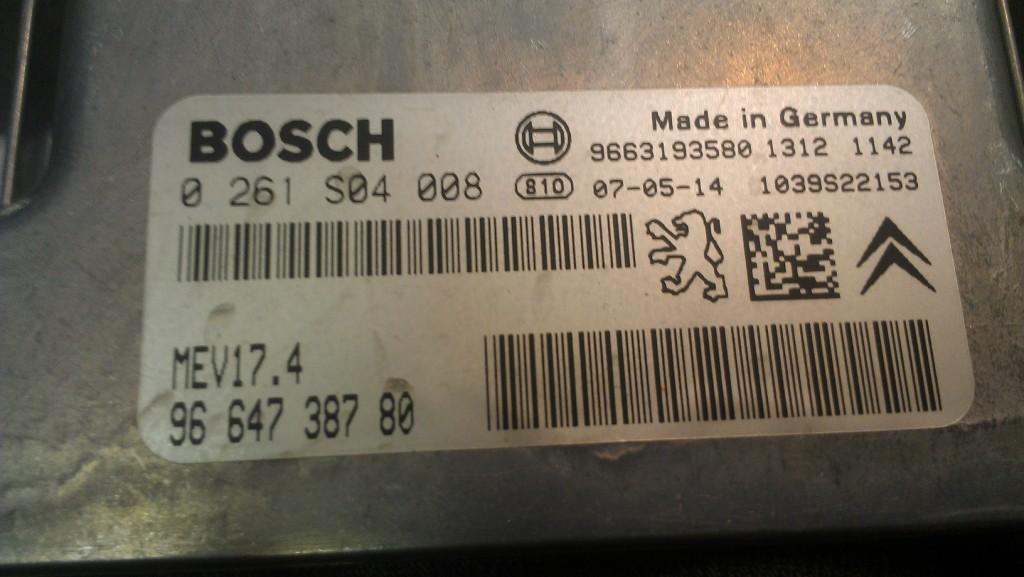 BOSCH
Made in Germany
9663193580 1312 1142
0 261 S04 008 810 07-05-14 1039S22153
MEV17.4
96 647 387 80